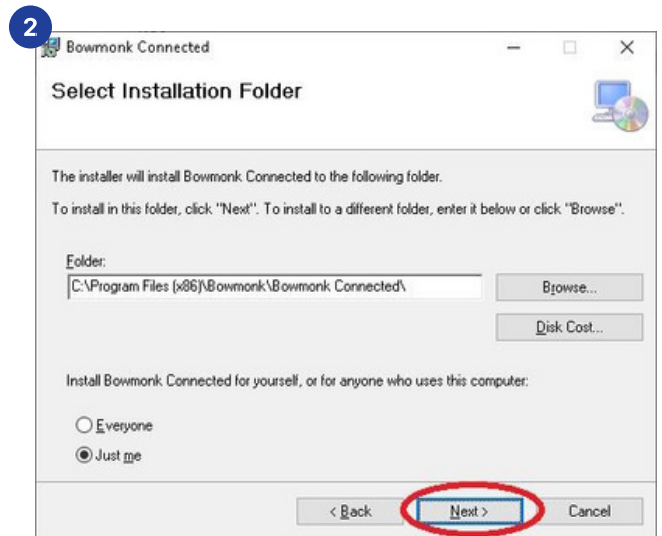 2
Bowmonk Connected
Select Installation Folder
The installer will install Bowmonk Connected to the following folder.
To install in this folder, click "Next". To install to a different folder, enter it below or click "Browse".
Folder:
C:\Program Files (x86)\Bowmonk\Bowmonk Connected\
Browse...
Disk Cost...
Install Bowmonk Connected for yourself, or for anyone who uses this computer:
Everyone
Just me
< Back Next > Cancel